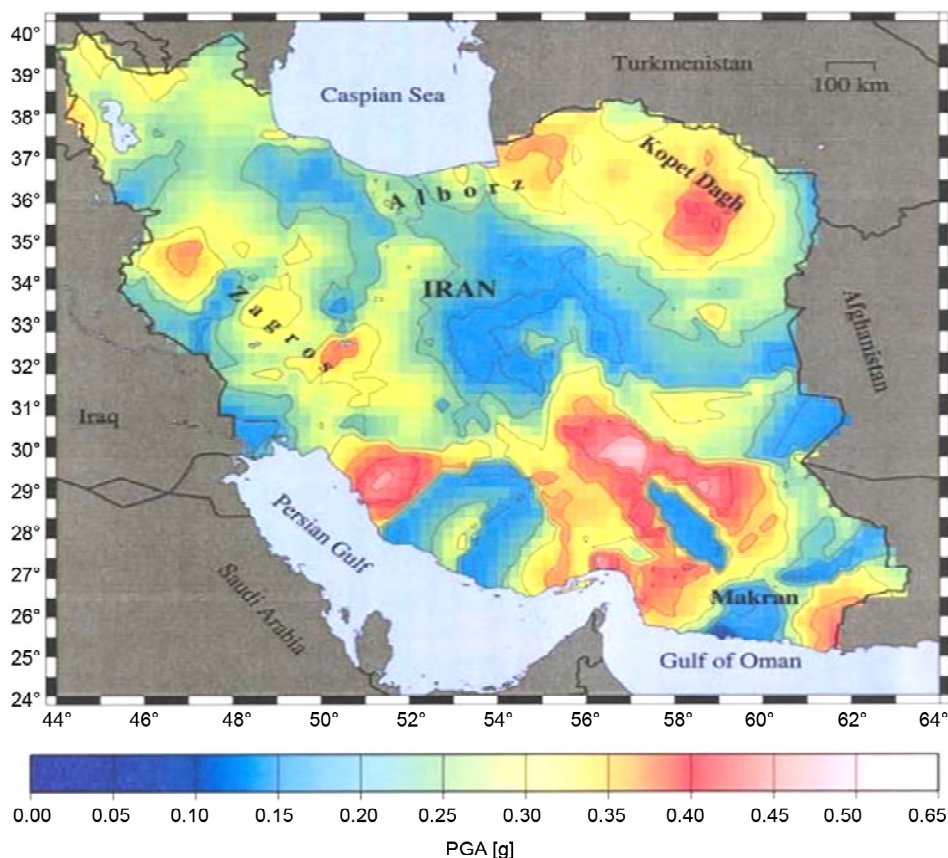 40°
39°
38°
37°
36°
35°
34°
33°
32°
31°
30°
29°
28°
27°
26°
25°
24°
Turkmenistan
100 km
Caspian Sea
Kopet Dagh
Alborz
IRAN
Zagros
Afghanistan
Iraq
Persian Gulf
Saudi Arabia
Makran
Gulf of Oman
44° 46° 48° 50° 52° 54° 56° 58° 60° 62° 64°
0.00 0.05 0.10 0.15 0.20 0.25 0.30 0.35 0.40 0.45 0.50 0.65
PGA [g]